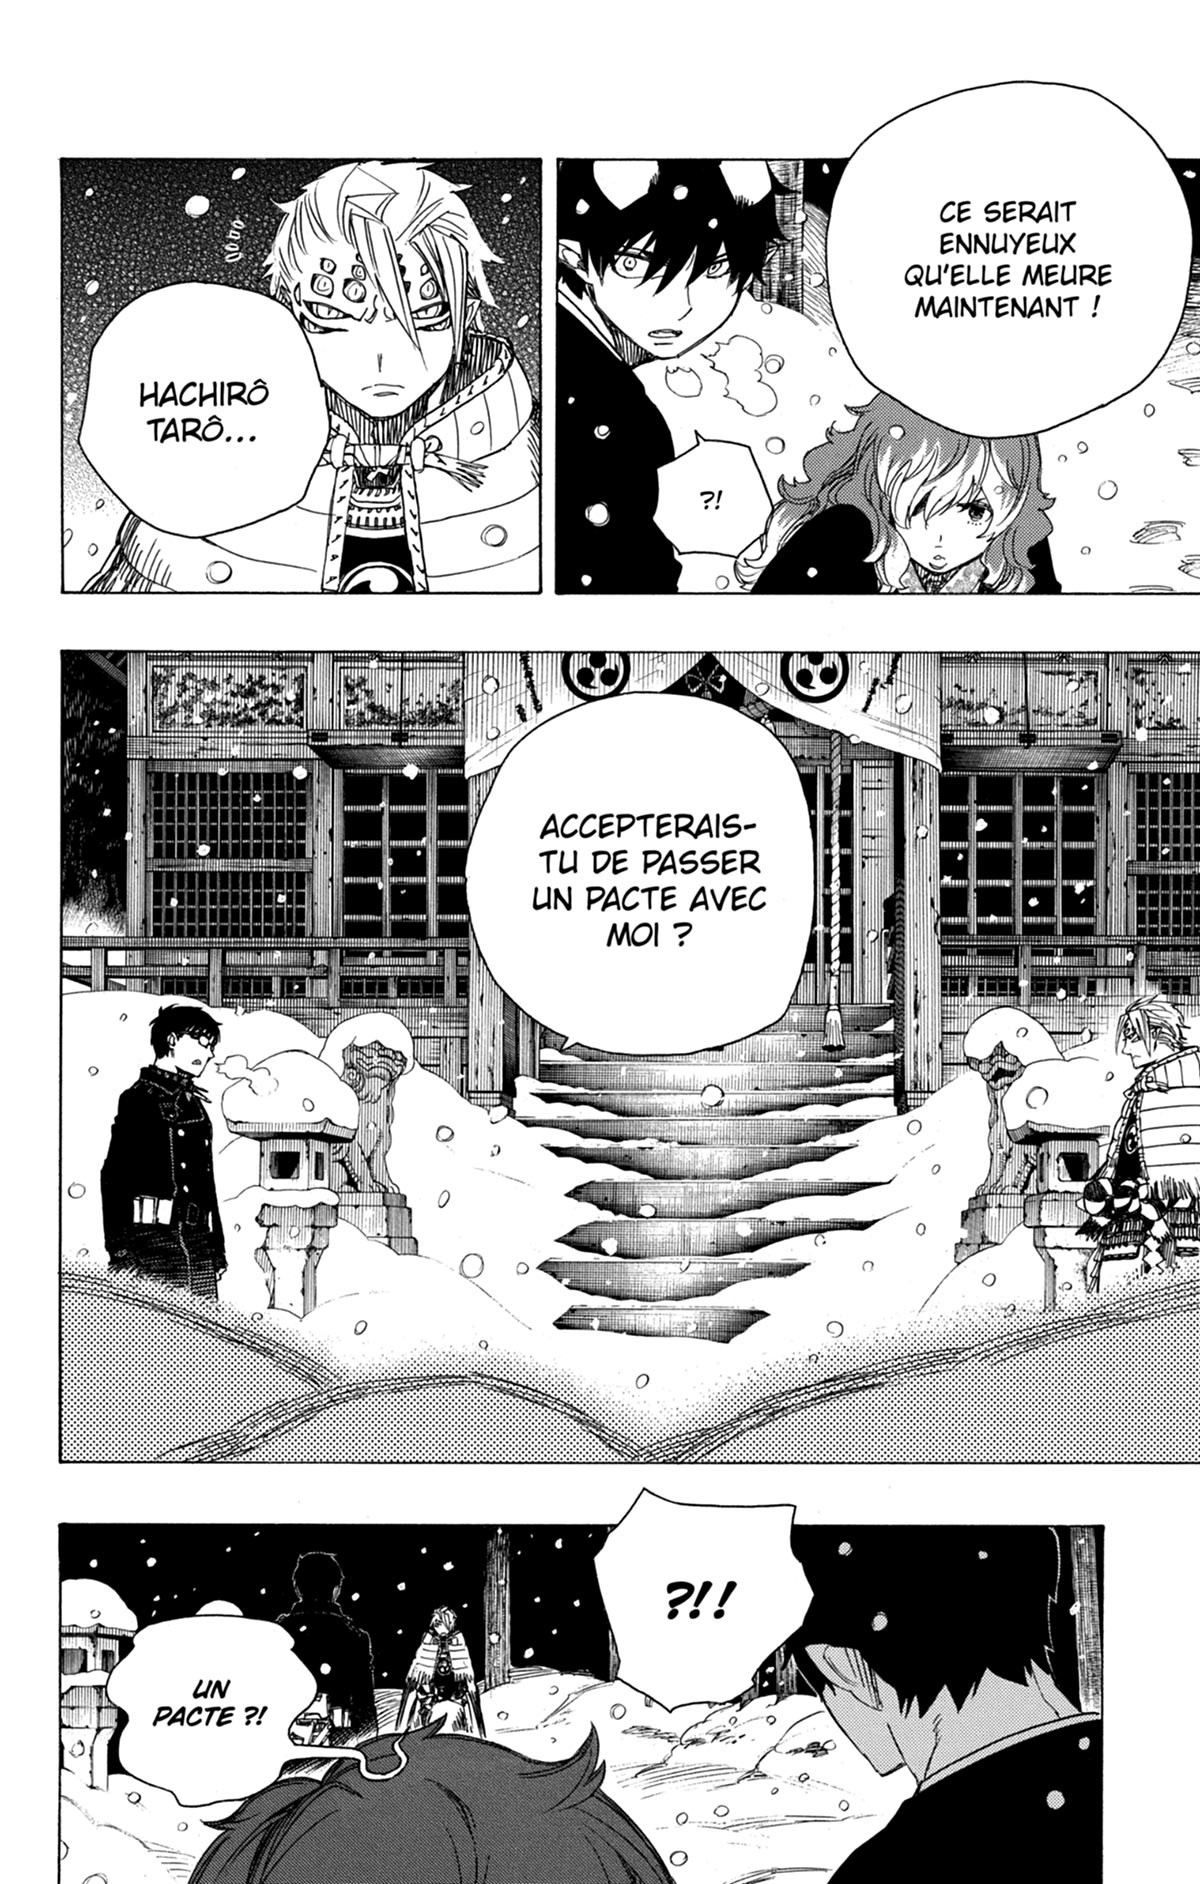 CE SERAIT
ENNUYEUX
QU'ELLE MEURE
MAINTENANT !
?!
HACHIRÔ
TARÔ...
ACCEPTERAIS-
TU DE PASSER
UN PACTE AVEC
MOI ?
?!!
UN
PACTE ?!